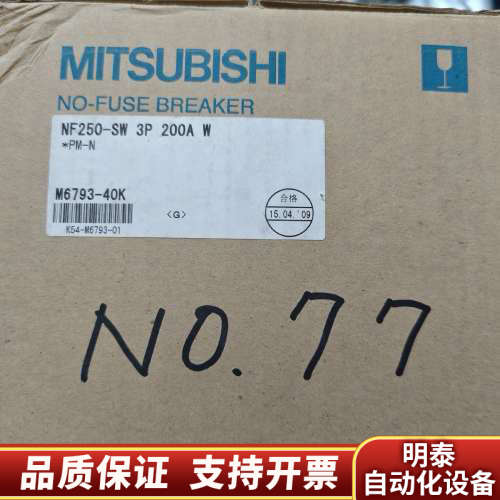 MITSUBISHI
NO-FUSE BREAKER
NF250-SW 3P 200A W
*PM-N
M6793-40K
<G>
合格
15.04.'09
K54-M6793-01
NO.77
品质保证 支持开票
明泰
自动化设备